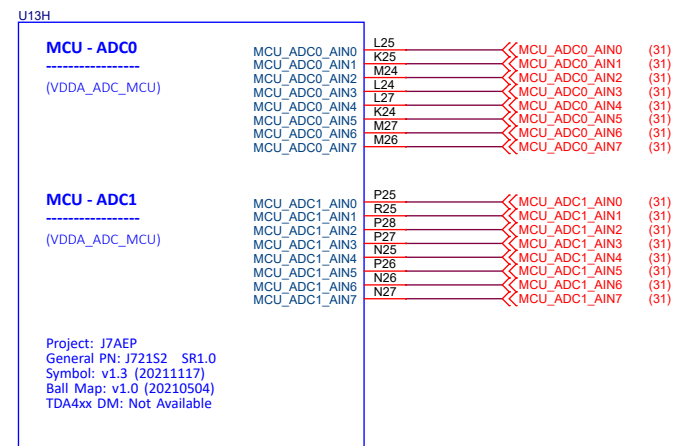 U13H
MCU - ADC0
-----------------
(VDDA_ADC_MCU)
MCU_ADC0_AIN0 L25 MCU_ADC0_AIN0 (31)
MCU_ADC0_AIN1 K25 MCU_ADC0_AIN1 (31)
MCU_ADC0_AIN2 M24 MCU_ADC0_AIN2 (31)
MCU_ADC0_AIN3 L24 MCU_ADC0_AIN3 (31)
MCU_ADC0_AIN4 L27 MCU_ADC0_AIN4 (31)
MCU_ADC0_AIN5 K24 MCU_ADC0_AIN5 (31)
MCU_ADC0_AIN6 M27 MCU_ADC0_AIN6 (31)
MCU_ADC0_AIN7 M26 MCU_ADC0_AIN7 (31)
MCU - ADC1
-----------------
(VDDA_ADC_MCU)
MCU_ADC1_AIN0 P25 MCU_ADC1_AIN0 (31)
MCU_ADC1_AIN1 R25 MCU_ADC1_AIN1 (31)
MCU_ADC1_AIN2 P28 MCU_ADC1_AIN2 (31)
MCU_ADC1_AIN3 P27 MCU_ADC1_AIN3 (31)
MCU_ADC1_AIN4 N25 MCU_ADC1_AIN4 (31)
MCU_ADC1_AIN5 P26 MCU_ADC1_AIN5 (31)
MCU_ADC1_AIN6 N26 MCU_ADC1_AIN6 (31)
MCU_ADC1_AIN7 N27 MCU_ADC1_AIN7 (31)
Project: J7AEP
General PN: J721S2 SR1.0
Symbol: v1.3 (20211117)
Ball Map: v1.0 (20210504)
TDA4xx DM: Not Available